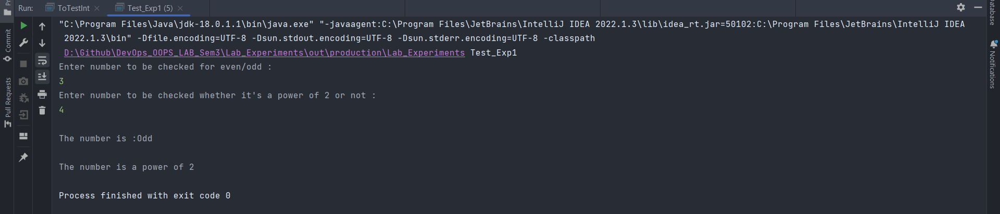 Run: ToTestInt Test_Exp1 (5)
"C:\Program Files\Java\jdk-18.0.1.1\bin\java.exe" "-javaagent:C:\Program Files\JetBrains\IntelliJ IDEA 2022.1.3\lib\idea_rt.jar=50102:C:\Program Files\JetBrains\IntelliJ IDEA
2022.1.3\bin" -Dfile.encoding=UTF-8 -Dsun.stdout.encoding=UTF-8 -Dsun.stderr.encoding=UTF-8 -classpath
D:\Github\DevOps_OOPS_LAB_Sem3\Lab_Experiments\out\production\Lab_Experiments Test_Exp1
Enter number to be checked for even/odd :
3
Enter number to be checked whether it's a power of 2 or not :
4
The number is :Odd
The number is a power of 2
Process finished with exit code 0
Commit
Pull Requests
Database
Notifications